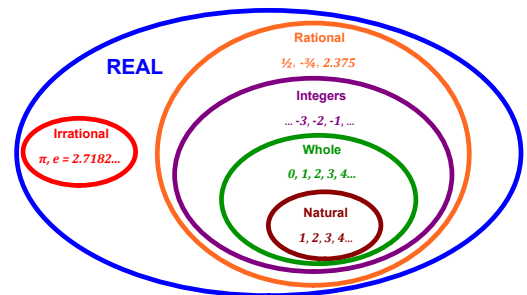 Rational
½, -¾, 2.375
REAL
Integers
... -3, -2, -1, ...
Irrational
π, e = 2.7182...
Whole
0, 1, 2, 3, 4...
Natural
1, 2, 3, 4...